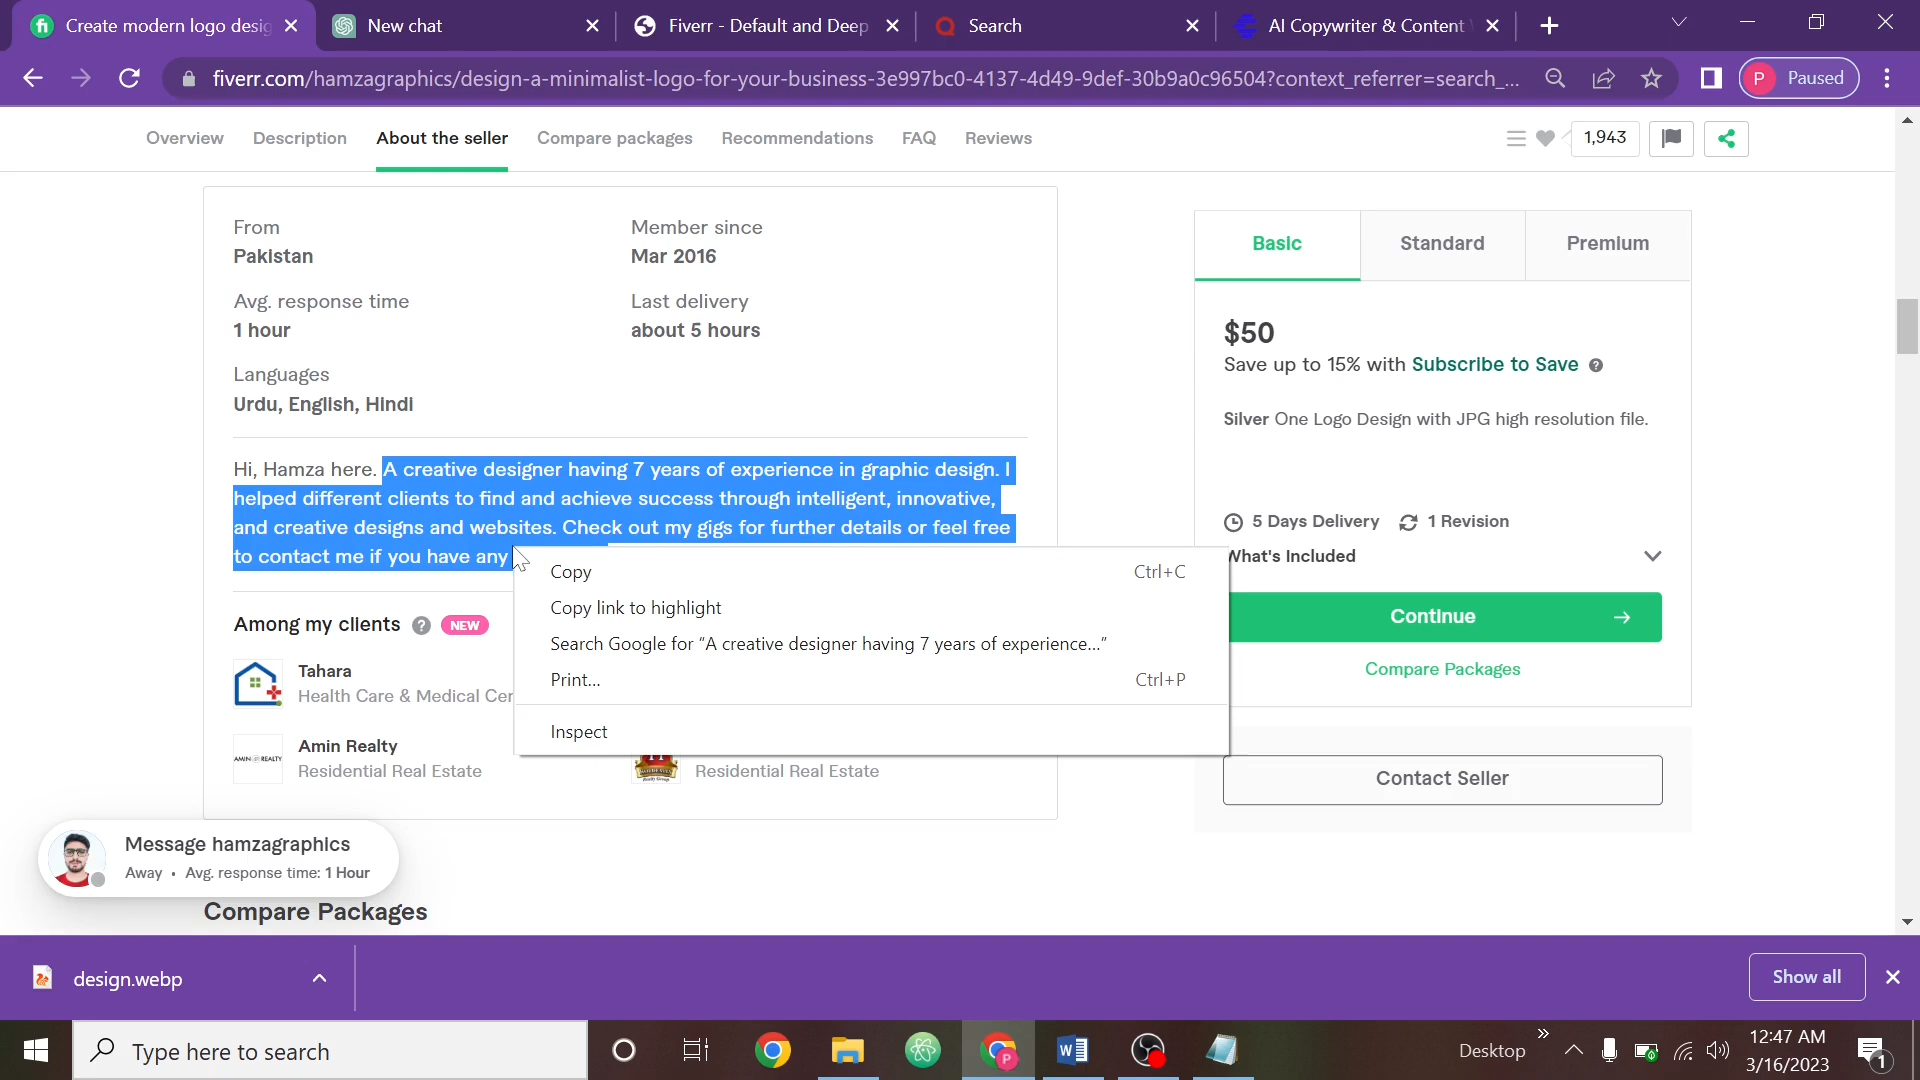 Create modern logo desig
New chat
Fiverr - Default and Deep
Search
AI Copywriter & Content
fiverr.com/hamzagraphics/design-a-minimalist-logo-for-your-business-3e997bc0-4137-4d49-9def-30b9a0c96504?context_referrer=search_...
P Paused
Overview Description About the seller Compare packages Recommendations FAQ Reviews
1,943
From
Pakistan
Member since
Mar 2016
Avg. response time
1 hour
Last delivery
about 5 hours
Languages
Urdu, English, Hindi
Hi, Hamza here. A creative designer having 7 years of experience in graphic design. I
helped different clients to find and achieve success through intelligent, innovative,
and creative designs and websites. Check out my gigs for further details or feel free
to contact me if you have any
Copy Ctrl+C
Copy link to highlight
Search Google for “A creative designer having 7 years of experience...”
Print... Ctrl+P
Inspect
Among my clients ? NEW
Tahara
Health Care & Medical Cen
Amin Realty
Residential Real Estate
AMIN REALTY
Residential Real Estate
Basic Standard Premium
$50
Save up to 15% with Subscribe to Save ?
Silver One Logo Design with JPG high resolution file.
5 Days Delivery 1 Revision
What's Included
Continue
Compare Packages
Contact Seller
Message hamzagraphics
Away • Avg. response time: 1 Hour
Compare Packages
design.webp
Show all
Type here to search
Desktop
12:47 AM
3/16/2023
1